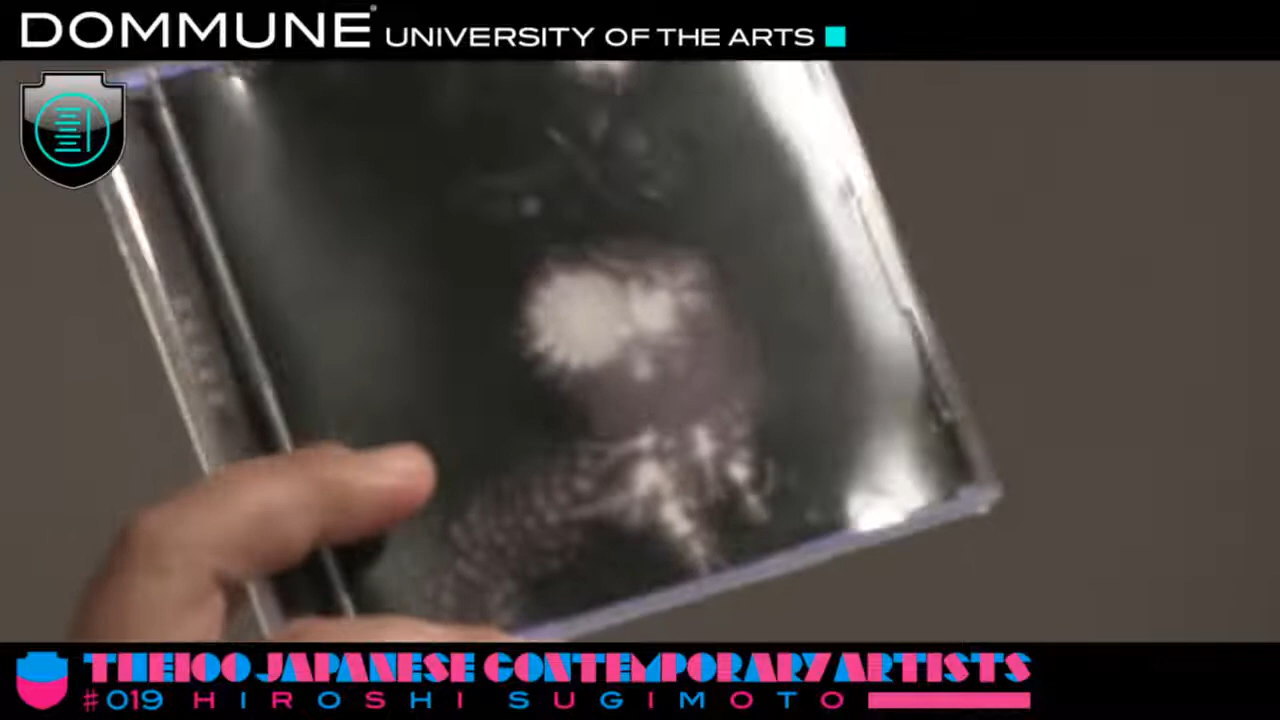 DOMMUNE® UNIVERSITY OF THE ARTS
THE100 JAPANESE CONTEMPORARY ARTISTS
#019 HIROSHI SUGIMOTO